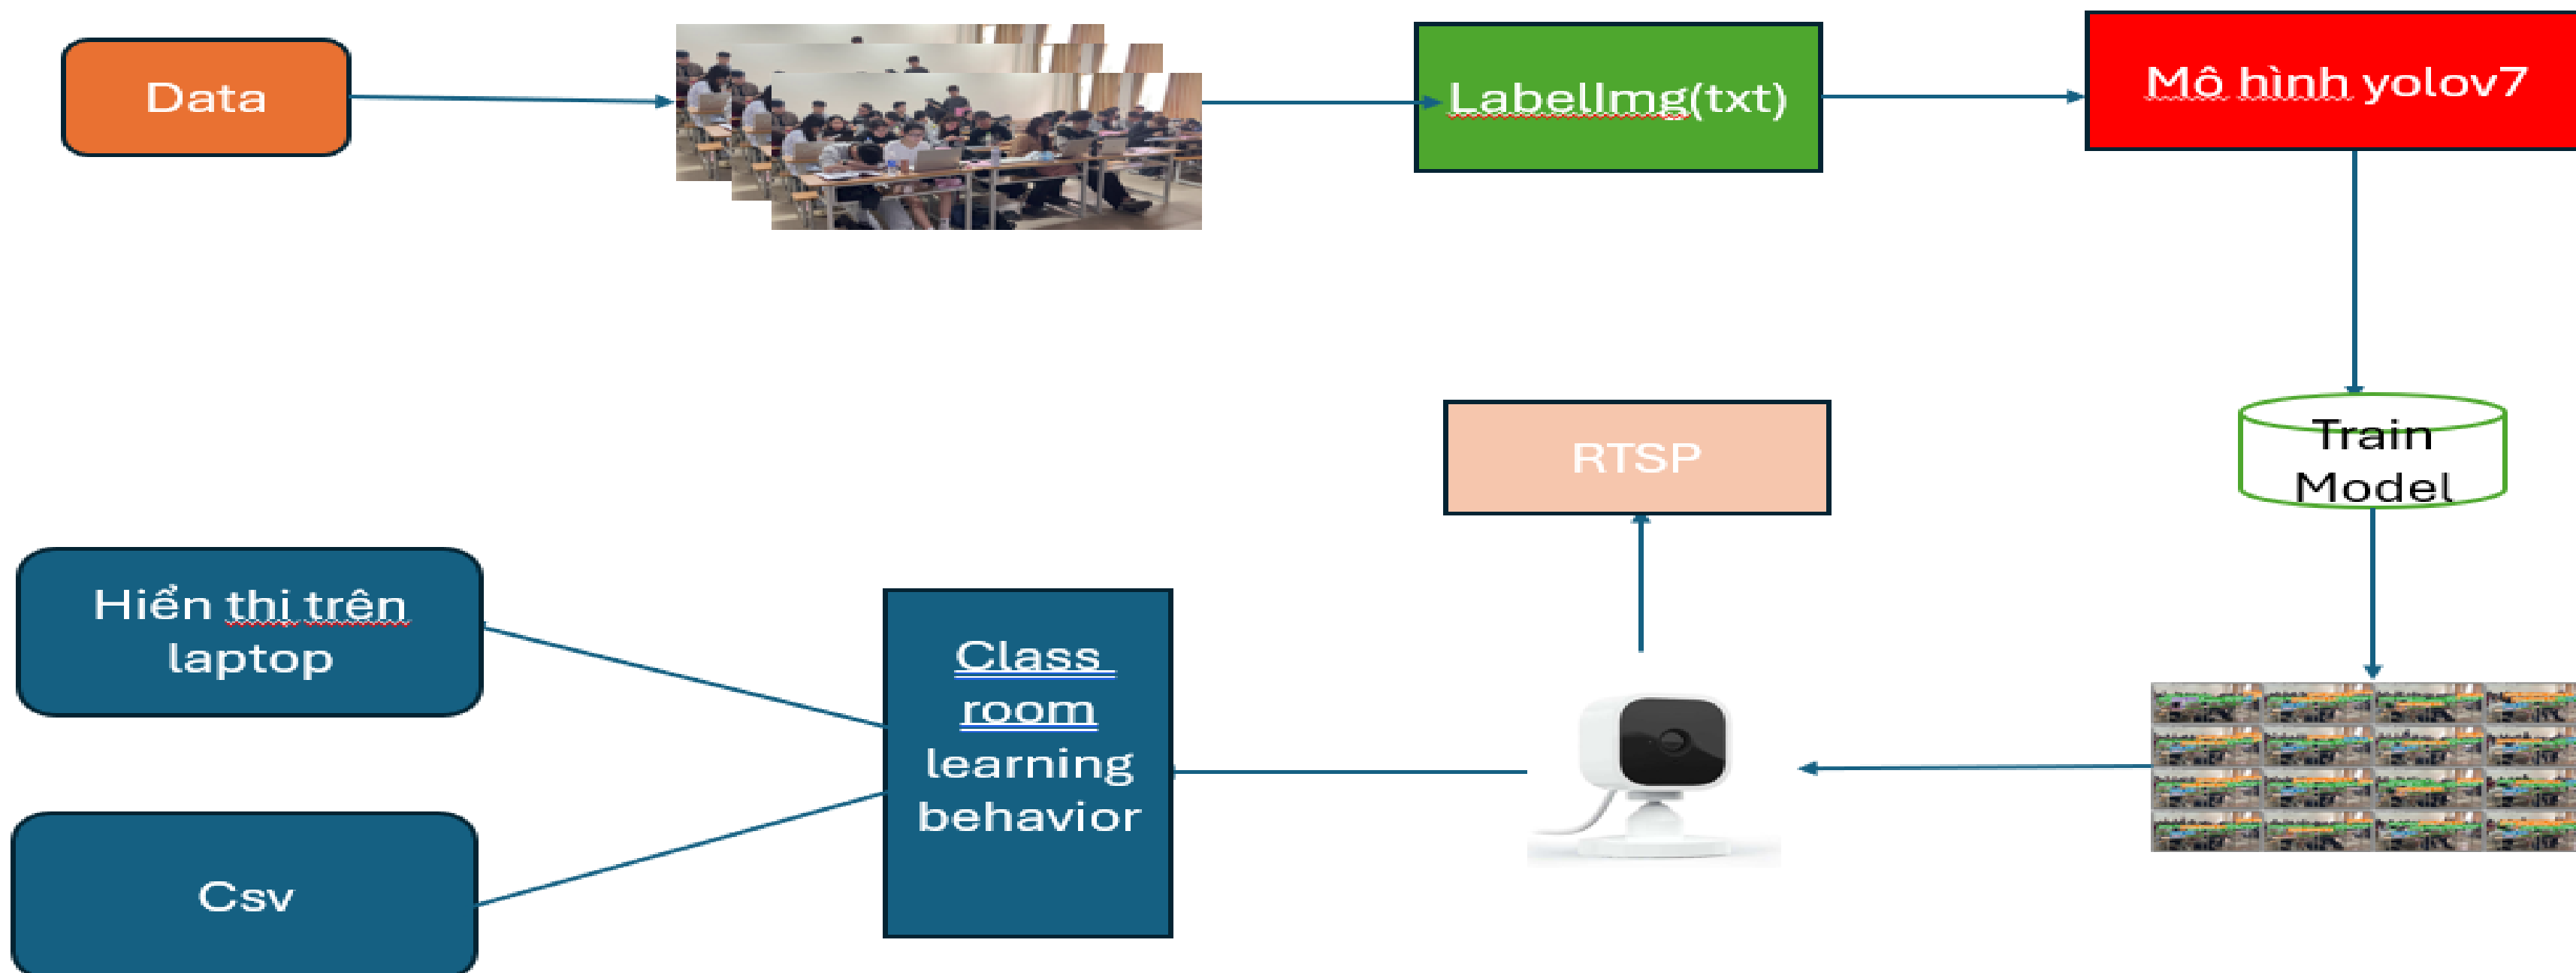 Data
LabelImg(txt)
Mô hình yolov7
Train
Model
RTSP
Hiển thị trên
laptop
Class
room
learning
behavior
Csv